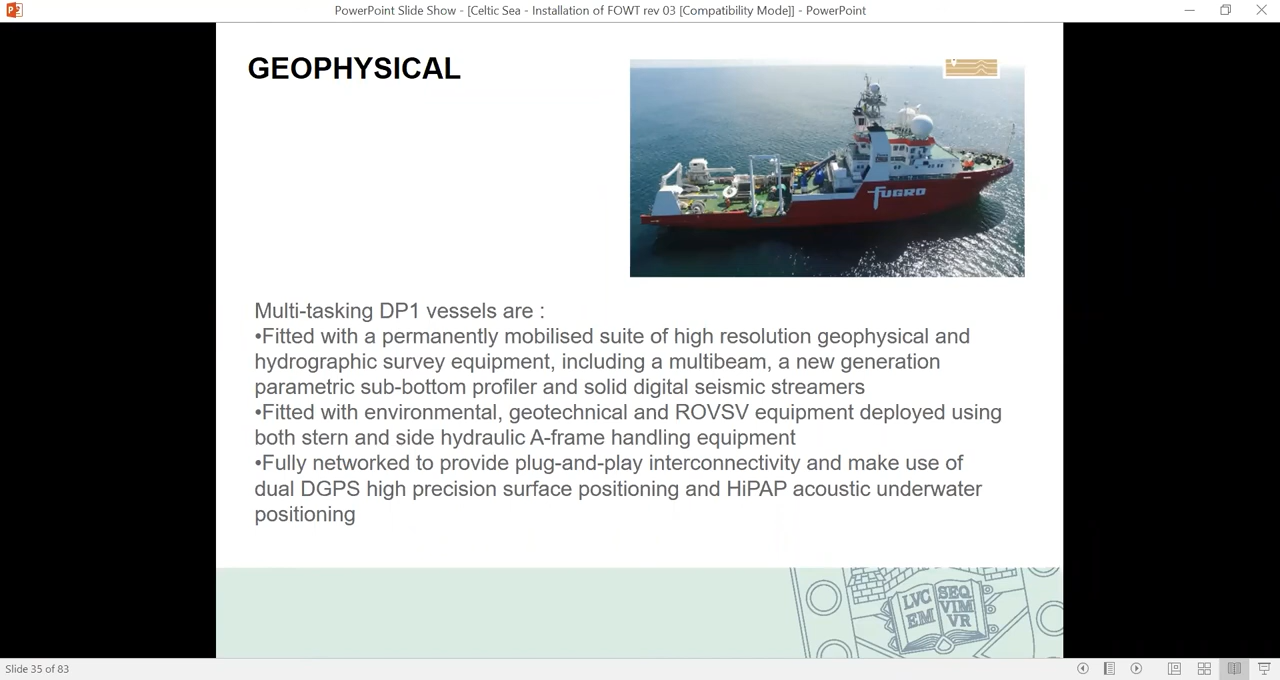 PowerPoint Slide Show - [Celtic Sea - Installation of FOWT rev 03 [Compatibility Mode]] - PowerPoint
GEOPHYSICAL
FUGRO
Multi-tasking DP1 vessels are :
•Fitted with a permanently mobilised suite of high resolution geophysical and
hydrographic survey equipment, including a multibeam, a new generation
parametric sub-bottom profiler and solid digital seismic streamers
•Fitted with environmental, geotechnical and ROVSV equipment deployed using
both stern and side hydraulic A-frame handling equipment
•Fully networked to provide plug-and-play interconnectivity and make use of
dual DGPS high precision surface positioning and HiPAP acoustic underwater
positioning
LVC
EM
SEQ
VIM
VR
Slide 35 of 83